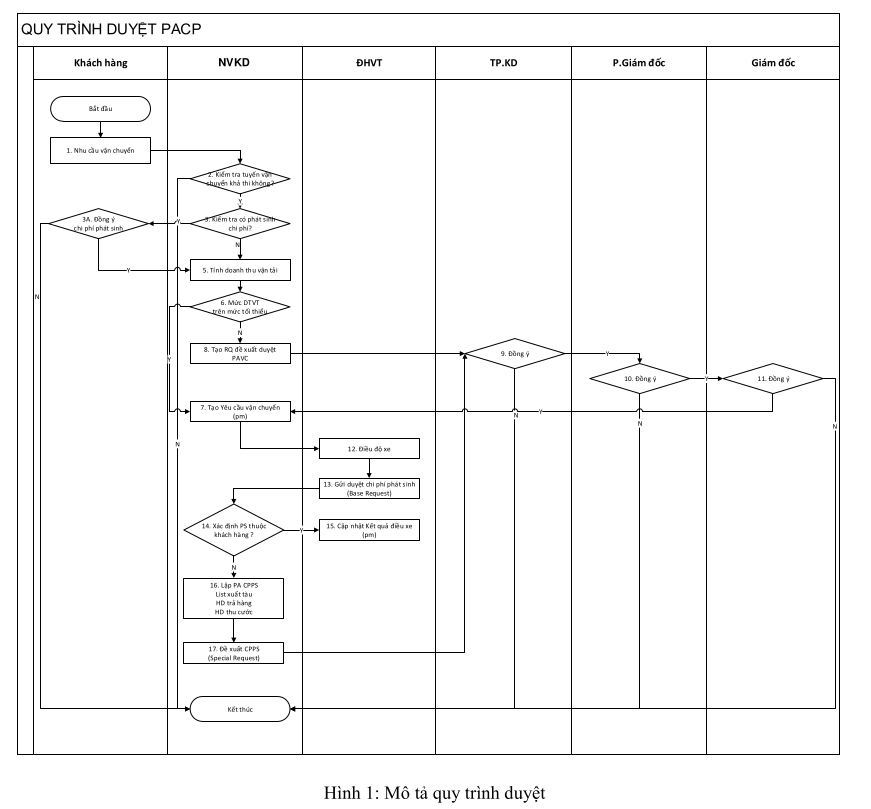 QUY TRÌNH DUYỆT PACP
Khách hàng
NVKD
ĐHVT
TP.KD
P.Giám đốc
Giám đốc
Bắt đầu
1. Nhu cầu vận chuyển
2. Kiểm tra tuyến vận
chuyển khả thi không?
Y
3A. Đồng ý
chi phí phát sinh
Y
3. Kiểm tra có phát sinh
chi phí?
N
Y
5. Tính doanh thu vận tải
N
6. Mức DTVT
trên mức tối thiểu
N
8. Tạo RQ đề xuất duyệt
PAVC
9. Đồng ý
Y
10. Đồng ý
Y
11. Đồng ý
Y
7. Tạo Yêu cầu vận chuyển
(pm)
N
Y
N
N
N
12. Điều độ xe
13. Gửi duyệt chi phí phát sinh
(Base Request)
14. Xác định PS thuộc
khách hàng ?
Y
15. Cập nhật Kết quả điều xe
(pm)
N
16. Lập PA CPPS
List xuất tàu
HD trả hàng
HD thu cước
17. Đề xuất CPPS
(Special Request)
Kết thúc
Hình 1: Mô tả quy trình duyệt